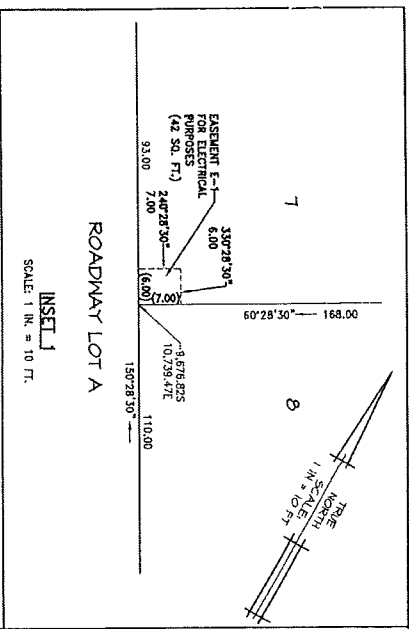 7
8
60°28'30"
168.00
TRUE
NORTH
SCALE:
1 IN = 10 FT
EASEMENT E-1
FOR ELECTRICAL
PURPOSES
(42 SQ. FT.)
330°28'30"
6.00
240°28'30"
7.00
(7.00)
(6.00)
93.00
9,676.82S
10,739.47E
110.00
150°28'30"
ROADWAY LOT A
INSET 1
SCALE: 1 IN. = 10 FT.